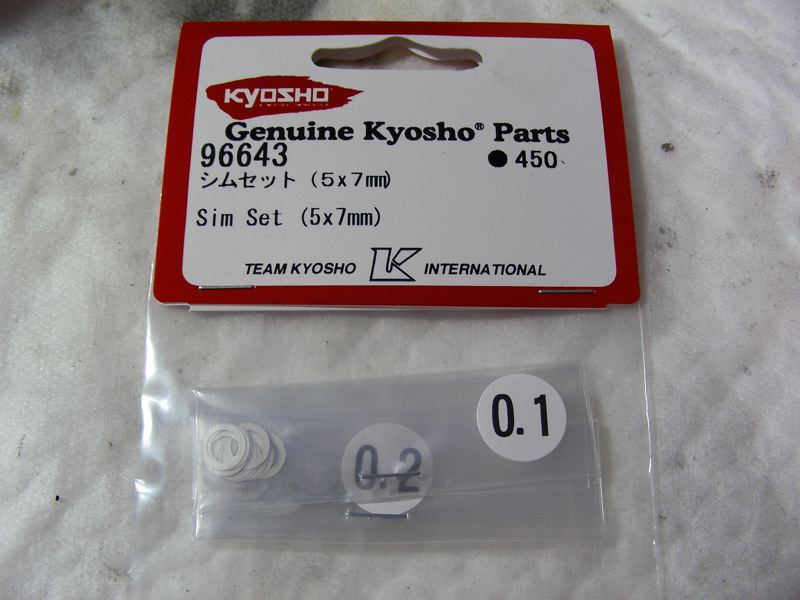 KYOSHO
Genuine Kyosho® Parts
96643 ● 450
シムセット (5x7mm)
Sim Set (5x7mm)
TEAM KYOSHO K INTERNATIONAL
0.1
0.2